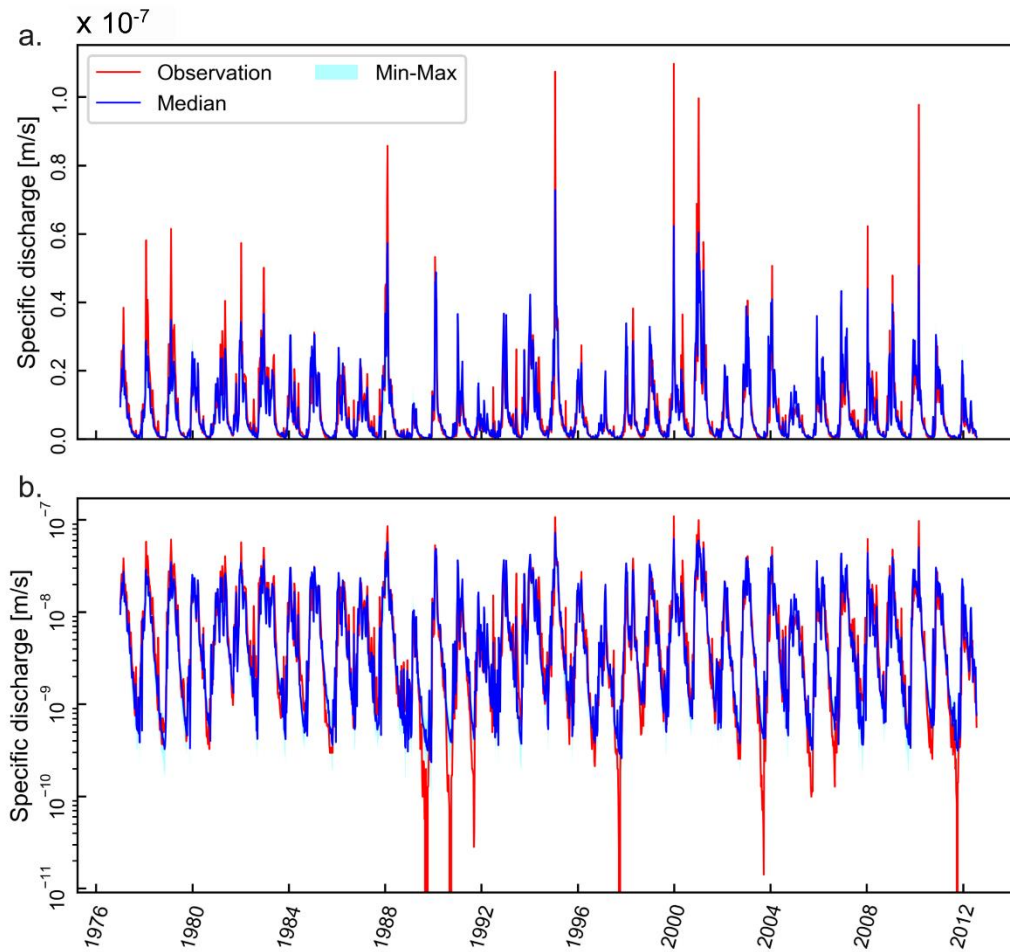 x 10⁻⁷
a.
Observation
Median
Min-Max
Specific discharge [m/s]
1.0
0.8
0.6
0.4
0.2
0.0
b.
Specific discharge [m/s]
10⁻⁷
10⁻⁸
10⁻⁹
10⁻¹⁰
10⁻¹¹
1976 1980 1984 1988 1992 1996 2000 2004 2008 2012